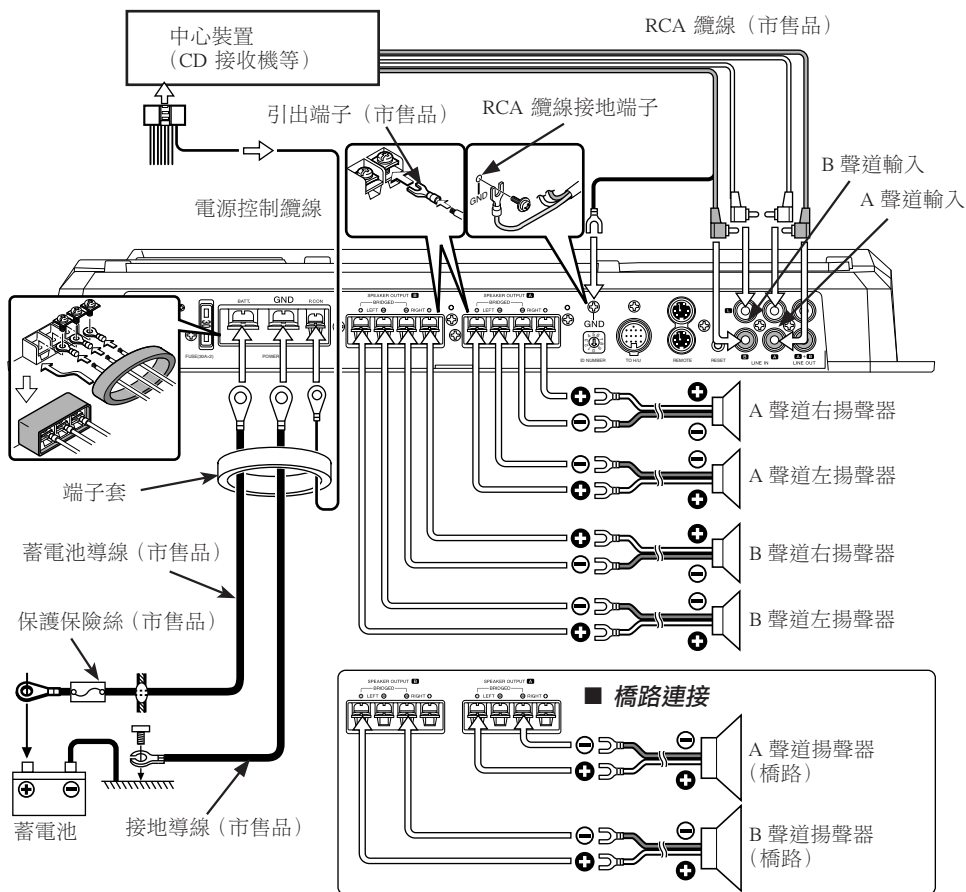 RCA 纜線（市售品）
中心裝置
（CD 接收機等）
引出端子（市售品）
RCA 纜線接地端子
B 聲道輸入
A 聲道輸入
電源控制纜線
GND
FUSE(30A×2)
BATT.
GND
P.CON
POWER
SPEAKER OUTPUT B
BRIDGED
LEFT
RIGHT
SPEAKER OUTPUT A
BRIDGED
LEFT
RIGHT
GND
ID NUMBER
TO H/U
REMOTE
RESET
B
A
LINE IN
A
B
LINE OUT
A 聲道右揚聲器
A 聲道左揚聲器
B 聲道右揚聲器
B 聲道左揚聲器
端子套
蓄電池導線（市售品）
保護保險絲（市售品）
蓄電池
接地導線（市售品）
SPEAKER OUTPUT B
BRIDGED
LEFT
RIGHT
SPEAKER OUTPUT A
BRIDGED
LEFT
RIGHT
■ 橋路連接
A 聲道揚聲器
（橋路）
B 聲道揚聲器
（橋路）